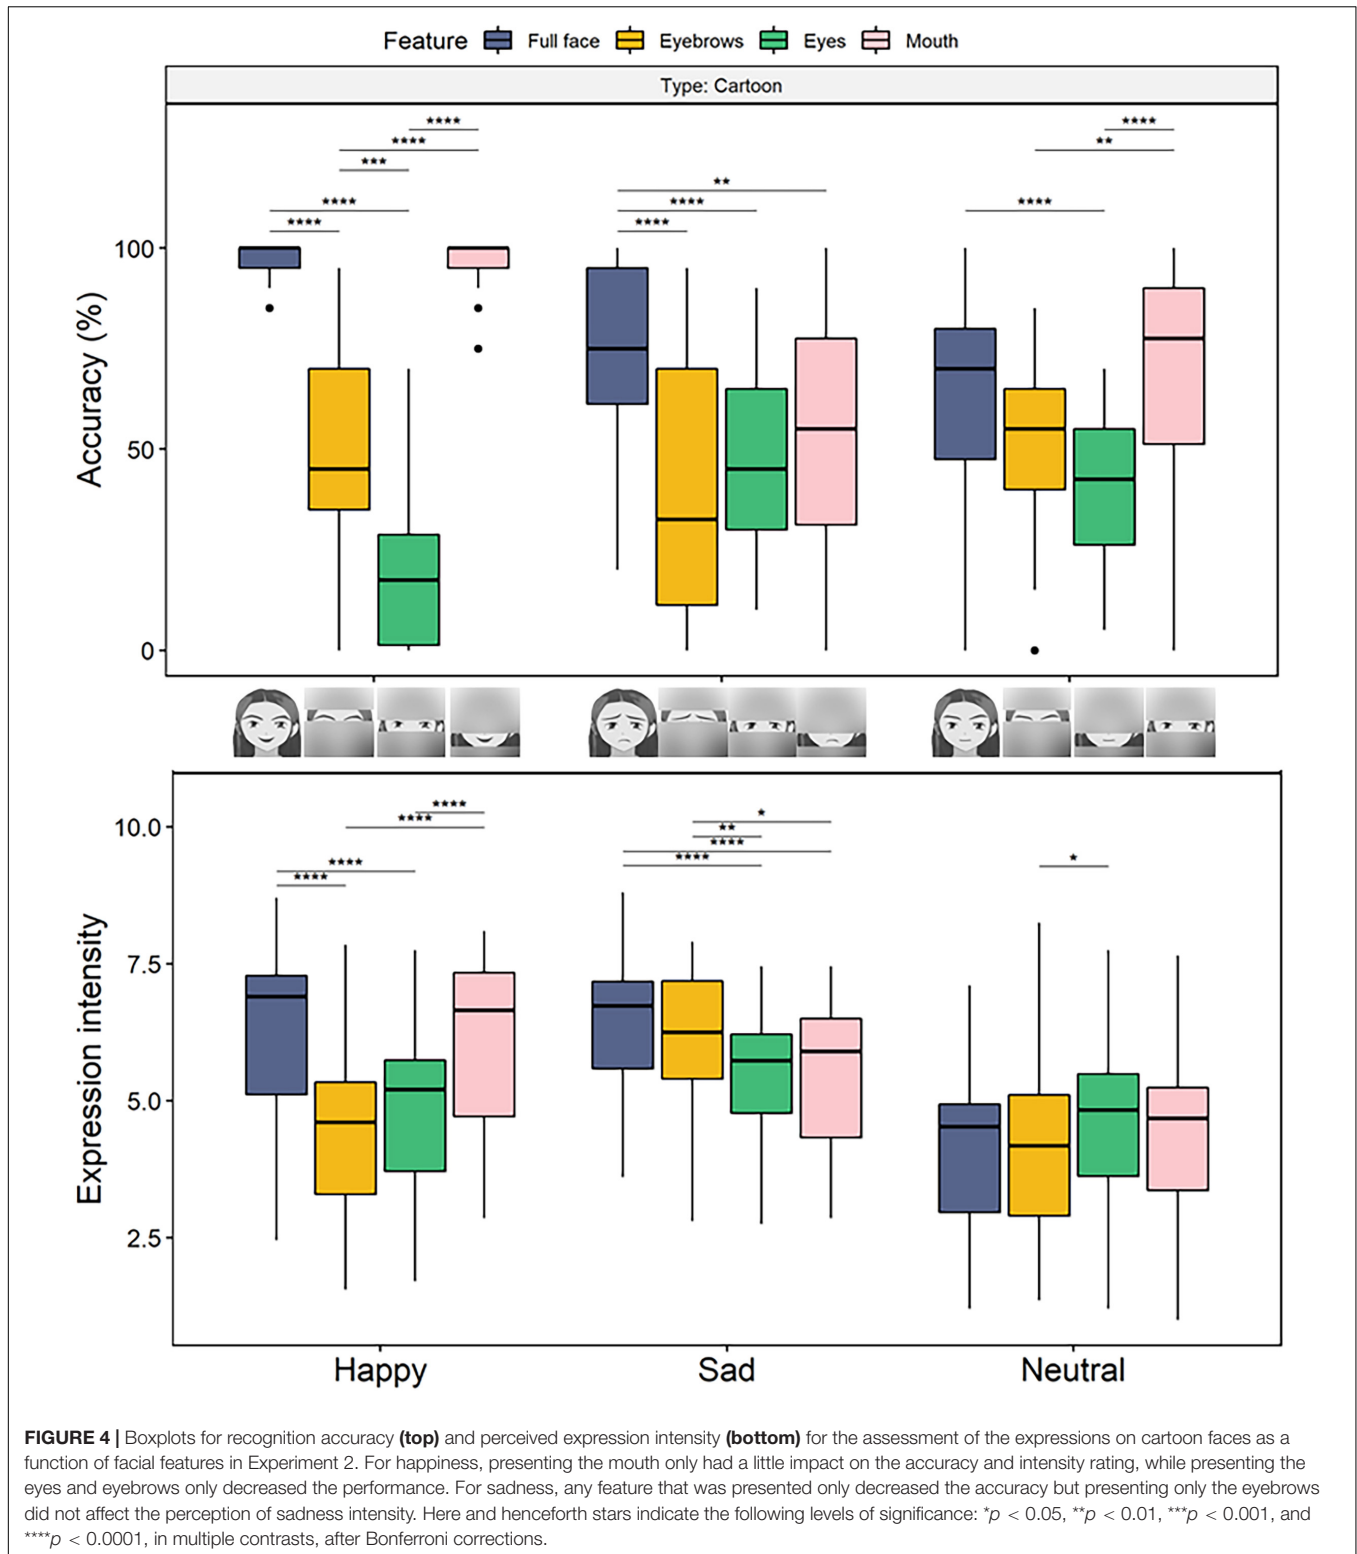 Feature Full face Eyebrows Eyes Mouth
Type: Cartoon
**** 
****
***
****
****
**
****
****
****
**
****
Accuracy (%)
100
50
0
****
****
****
****
*
**
****
****
*
Expression intensity
10.0
7.5
5.0
2.5
Happy Sad Neutral
FIGURE 4 | Boxplots for recognition accuracy (top) and perceived expression intensity (bottom) for the assessment of the expressions on cartoon faces as a
function of facial features in Experiment 2. For happiness, presenting the mouth only had a little impact on the accuracy and intensity rating, while presenting the
eyes and eyebrows only decreased the performance. For sadness, any feature that was presented only decreased the accuracy but presenting only the eyebrows
did not affect the perception of sadness intensity. Here and henceforth stars indicate the following levels of significance: *p < 0.05, **p < 0.01, ***p < 0.001, and
****p < 0.0001, in multiple contrasts, after Bonferroni corrections.